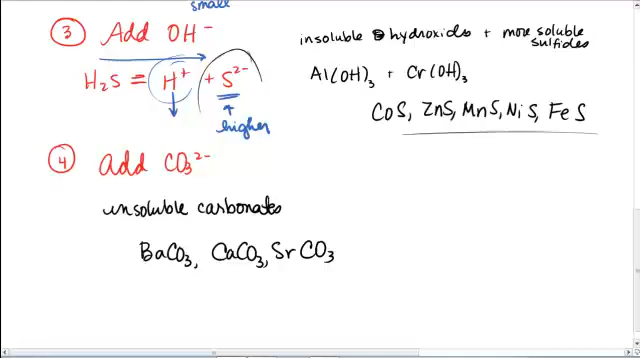 small
③ Add OH⁻
H₂S = H⁺ + S²⁻
higher
insoluble hydroxides + more soluble
sulfides
Al(OH)₃ + Cr(OH)₃
CoS, ZnS, MnS, NiS, FeS
④ Add CO₃²⁻
insoluble carbonates
BaCO₃, CaCO₃, SrCO₃